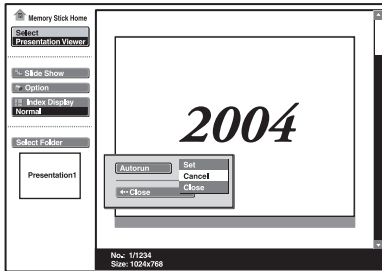 Memory Stick Home
Select
Presentation Viewer
Slide Show
Option
Index Display
Normal
Select Folder
Presentation1
2004
Autorun
Set
Cancel
Close
Close
No.: 1/1234
Size: 1024x768